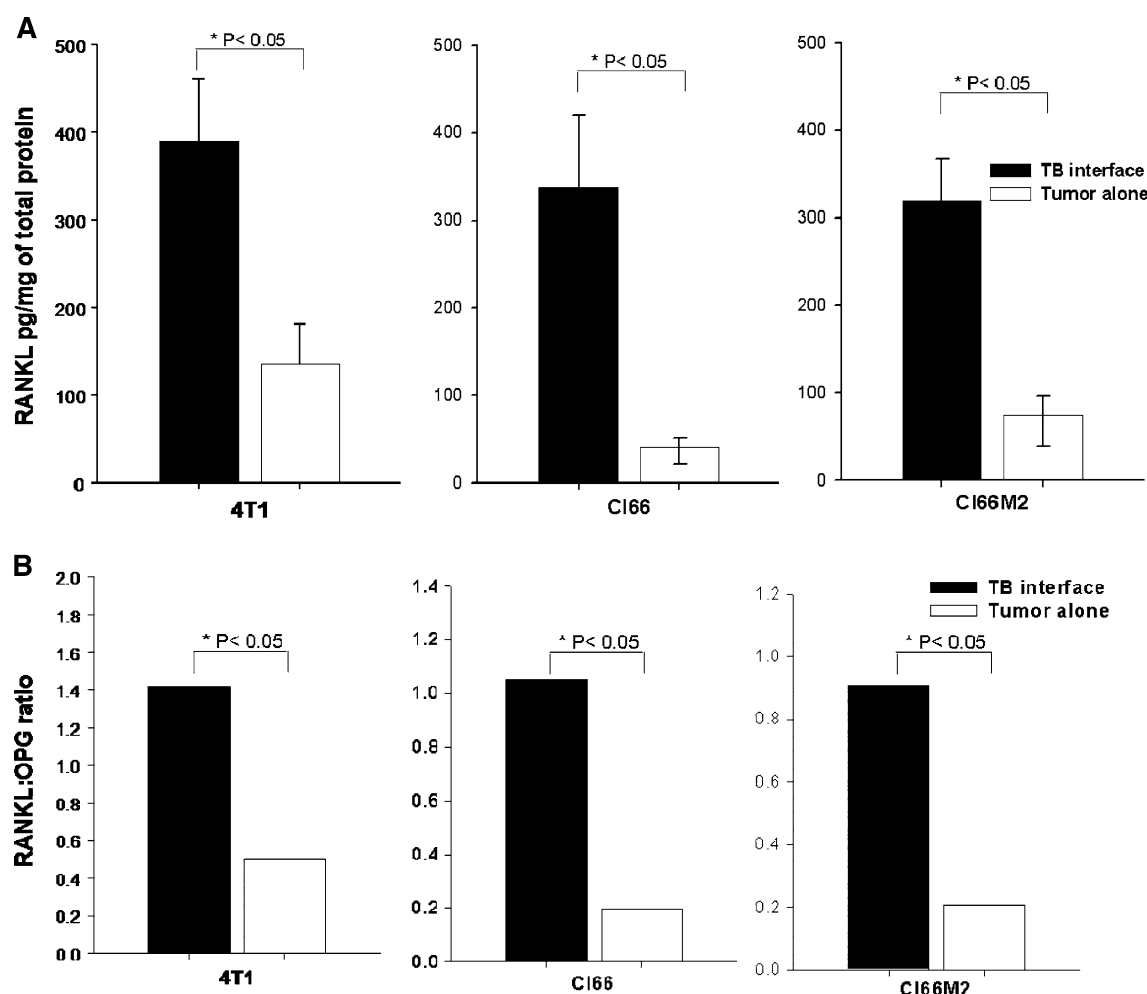 A
RANKL pg/mg of total protein
500
400
300
200
100
0
* P< 0.05
4T1
500
400
300
200
100
0
* P< 0.05
Cl66
500
400
300
200
100
0
* P< 0.05
TB interface
Tumor alone
Cl66M2
B
RANKL:OPG ratio
2.0
1.8
1.6
1.4
1.2
1.0
0.8
0.6
0.4
0.2
0.0
* P< 0.05
4T1
1.4
1.2
1.0
0.8
0.6
0.4
0.2
0.0
* P< 0.05
Cl66
1.2
1.0
0.8
0.6
0.4
0.2
0.0
* P< 0.05
TB interface
Tumor alone
Cl66M2